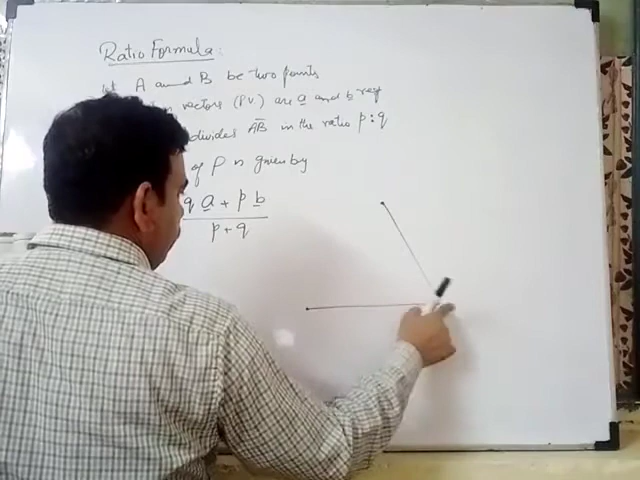 Ratio Formula:
let A and B be two points
vectors (PV) are a and b resp
divides AB in the ratio p:q
of P is given by
q a + p b
p + q